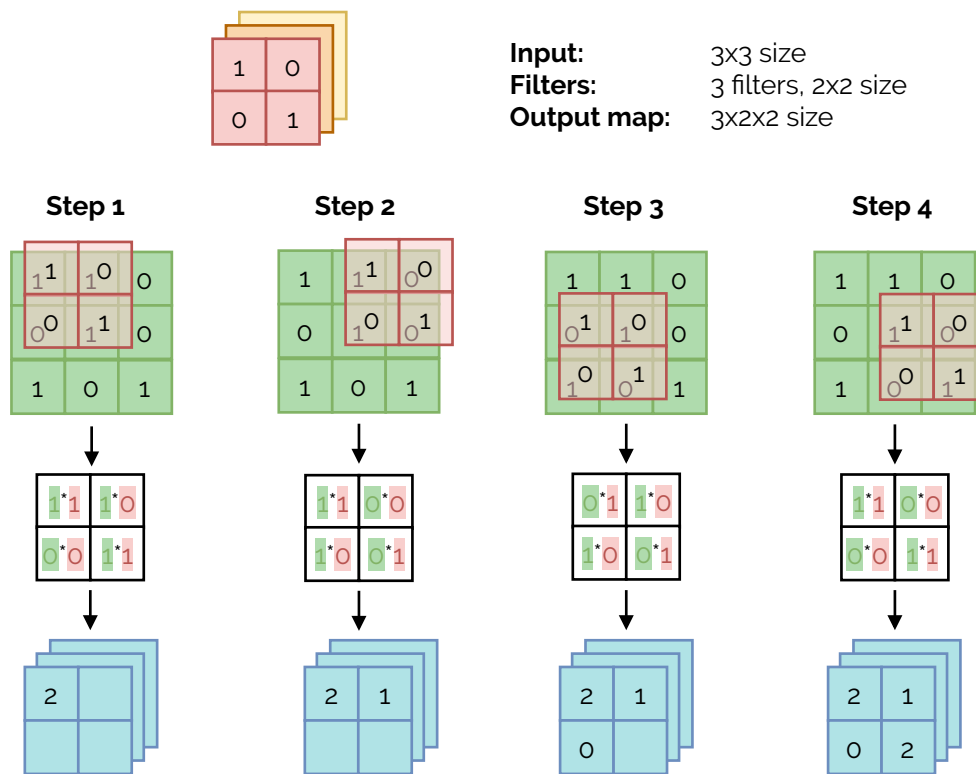 1 0
0 1
Input: 3x3 size
Filters: 3 filters, 2x2 size
Output map: 3x2x2 size
Step 1 Step 2 Step 3 Step 4
1 1 1 0 0
0 0 1 1 0
1 0 1
1 1 1 0 0
0 1 0 0 1
1 0 1
1 1 0
0 1 1 0 0
1 0 0 1 1
1 1 0
0 1 1 0 0
1 0 0 1 1
1*1 1*0
0*0 1*1
1*1 0*0
1*0 0*1
0*1 1*0
1*0 0*1
1*1 0*0
0*0 1*1
2
2 1
2 1
0
2 1
0 2